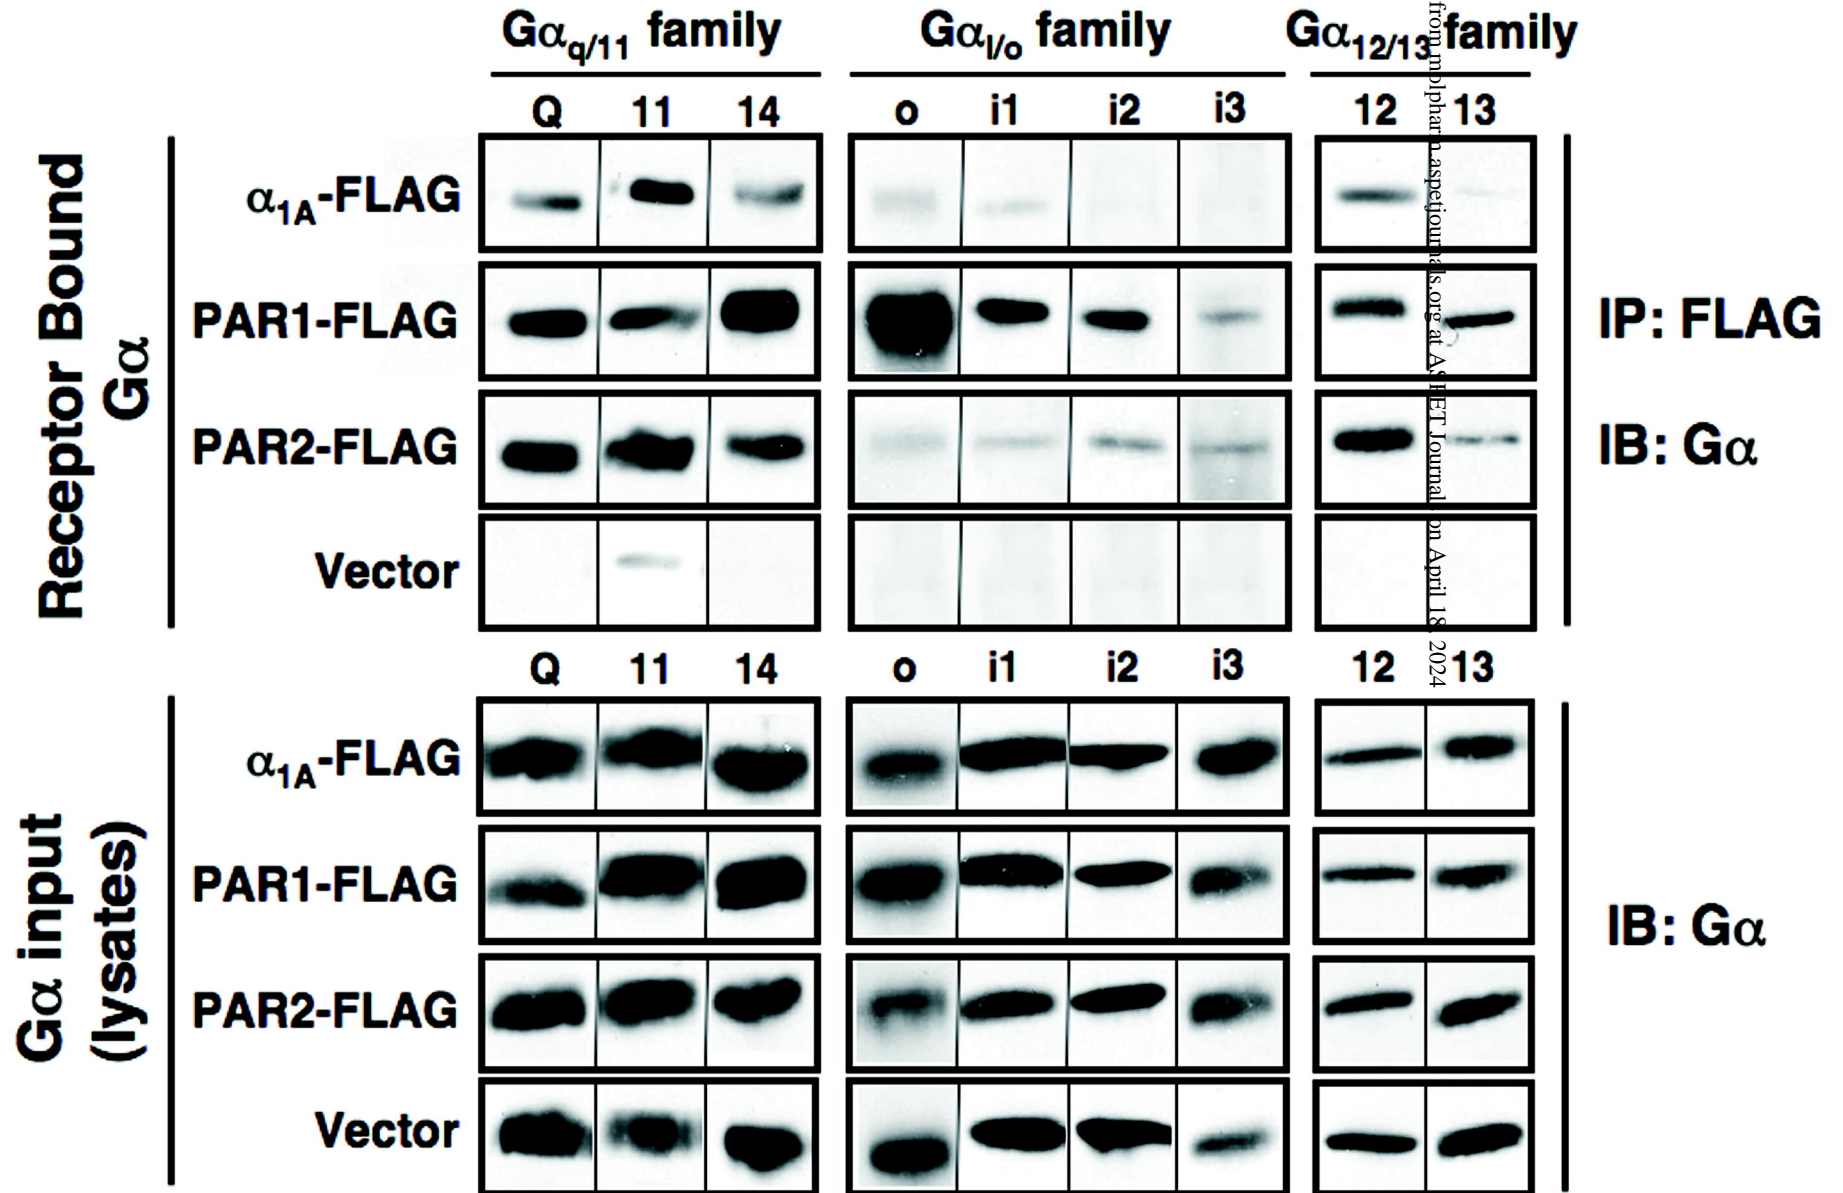 Gαq/11 family GαI/o family Gα12/13 family
Q 11 14 o i1 i2 i3 12 13
Receptor Bound
Gα
α1A-FLAG
PAR1-FLAG
PAR2-FLAG
Vector
IP: FLAG
IB: Gα
Q 11 14 o i1 i2 i3 12 13
Gα input
(lysates)
α1A-FLAG
PAR1-FLAG
PAR2-FLAG
Vector
IB: Gα
from molpharm.aspetjournals.org at ASPET Journals on April 18, 2024